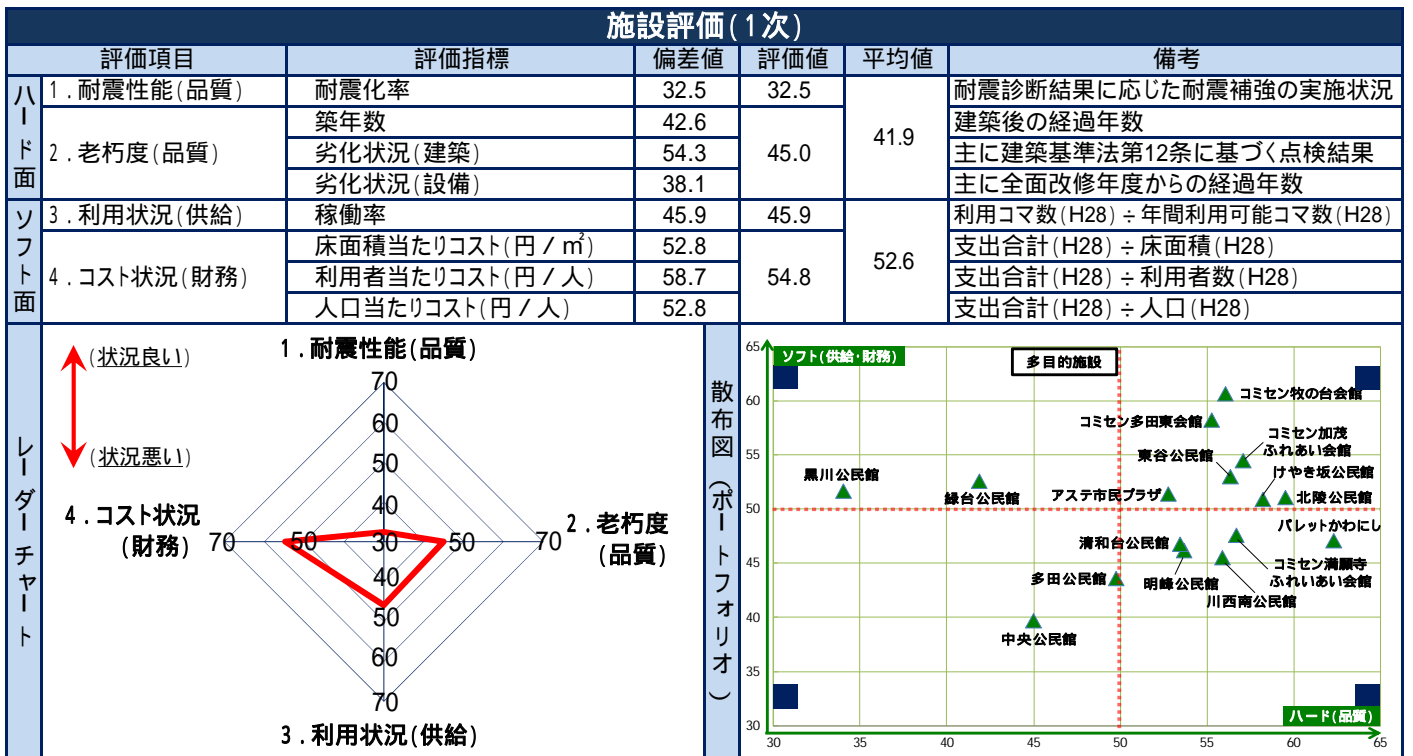 施設評価(1次)
評価項目 評価指標 偏差値 評価値 平均値 備考
ハード面
1.耐震性能(品質) 耐震化率 32.5 32.5 41.9 耐震診断結果に応じた耐震補強の実施状況
2.老朽度(品質) 築年数 42.6 45.0 建築後の経過年数
劣化状況(建築) 54.3 主に建築基準法第12条に基づく点検結果
劣化状況(設備) 38.1 主に全面改修年度からの経過年数
ソフト面
3.利用状況(供給) 稼働率 45.9 45.9 52.6 利用コマ数(H28)÷年間利用可能コマ数(H28)
4.コスト状況(財務) 床面積当たりコスト(円/㎡) 52.8 54.8 支出合計(H28)÷床面積(H28)
利用者当たりコスト(円/人) 58.7 支出合計(H28)÷利用者数(H28)
人口当たりコスト(円/人) 52.8 支出合計(H28)÷人口(H28)
レーダーチャート
(状況良い)
(状況悪い)
1.耐震性能(品質)
70
60
50
40
4.コスト状況
(財務)
70 50 30 50 70
2.老朽度
(品質)
40
50
60
70
3.利用状況(供給)
散布図(ポートフォリオ)
ソフト(供給・財務)
多目的施設
65
60
55
50
45
40
35
30
コミセン牧の台会館
コミセン多田東会館
コミセン加茂
ふれあい会館
東谷公民館
けやき坂公民館
黒川公民館
緑台公民館
アステ市民プラザ
北陵公民館
パレットかわにし
清和台公民館
コミセン満願寺
ふれいあい会館
多田公民館
明峰公民館
川西南公民館
中央公民館
ハード(品質)
30 35 40 45 50 55 60 65